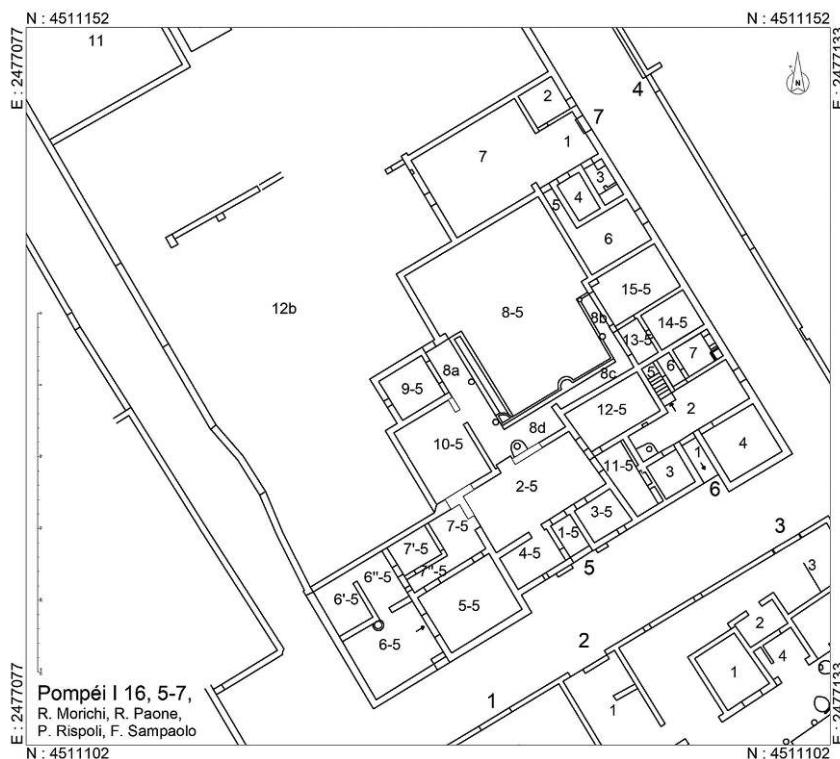 N : 4511152
N : 4511152
E : 2477077
E : 2477133
11
4
2
7
1
7
3
4
5
6
15-5
8-5
8b
14-5
13-5
12b
8a
7
6
5
8c
9-5
12-5
2
8d
10-5
4
1
11-5
3
2-5
6
3-5
7-5
1-5
3
7'-5
4-5
5
6''-5
7''-5
3
6'-5
5-5
2
6-5
2
4
1
1
1
Pompéi I 16, 5-7,
R. Morichi, R. Paone,
P. Rispoli, F. Sampaolo
E : 2477077
E : 2477133
N : 4511102
N : 4511102